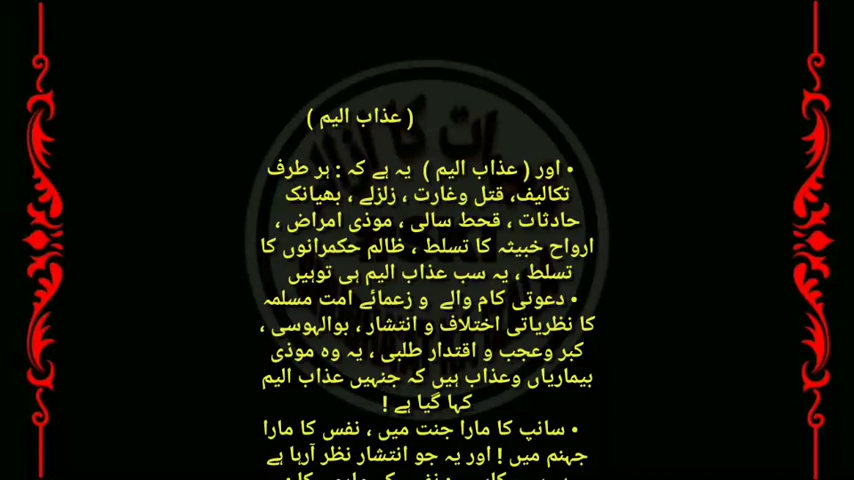 ( عذاب الیم )
• اور ( عذاب الیم ) یہ ہے کہ : ہر طرف
تکالیف، قتل وغارت ، زلزلے ، بھیانک
حادثات ، قحط سالی ، موذی امراض ،
ارواح خبیثہ کا تسلط ، ظالم حکمرانوں کا
تسلط ، یہ سب عذاب الیم ہی توہیں
• دعوتی کام والے و زعمائے امت مسلمہ
کا نظریاتی اختلاف و انتشار ، بوالہوسی ،
کبر وعجب و اقتدار طلبی ، یہ وہ موذی
بیماریاں وعذاب ہیں کہ جنہیں عذاب الیم
کہا گیا ہے !
• سانپ کا مارا جنت میں ، نفس کا مارا
جہنم میں ! اور یہ جو انتشار نظر آرہا ہے